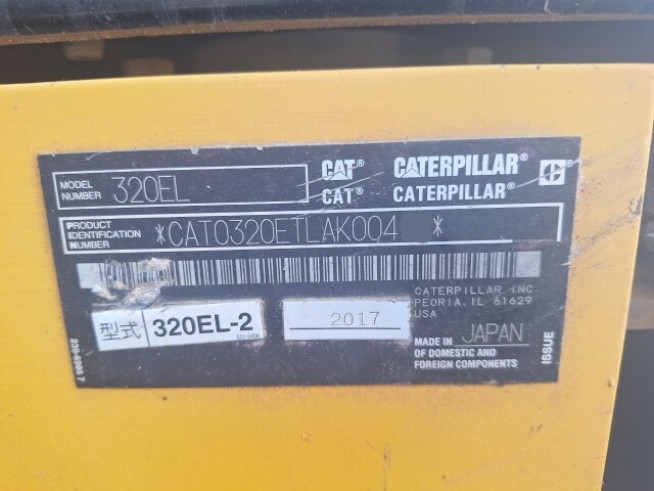 MODEL NUMBER 320EL
CAT® CATERPILLAR®
CAT® CATERPILLAR®
PRODUCT IDENTIFICATION NUMBER *CAT0320ETLAK004 *
CATERPILLAR INC.
PEORIA, IL 61629
USA
型式 320EL-2
2017
MADE IN JAPAN
OF DOMESTIC AND
FOREIGN COMPONENTS
ISSUE